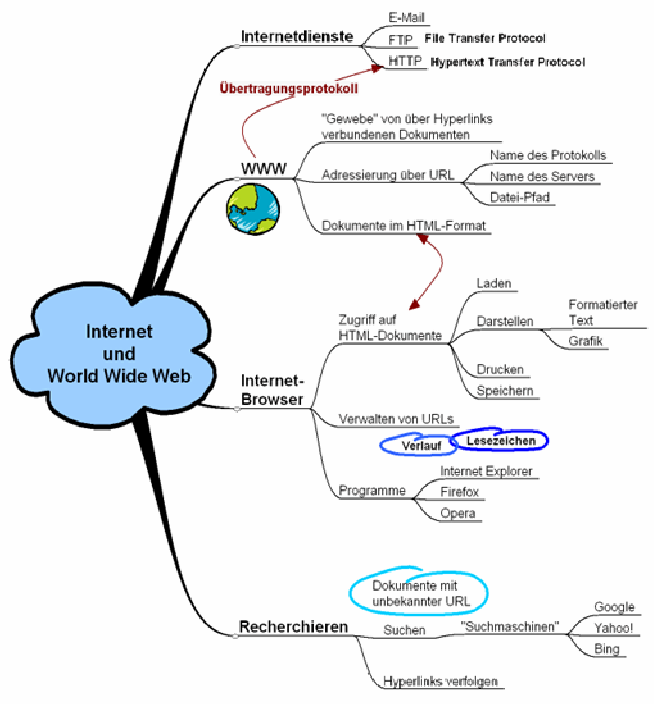 Internetdienste
E-Mail
FTP File Transfer Protocol
HTTP Hypertext Transfer Protocol
Übertragungsprotokoll
WWW
"Gewebe" von über Hyperlinks
verbundenen Dokumenten
Adressierung über URL
Name des Protokolls
Name des Servers
Datei-Pfad
Dokumente im HTML-Format
Internet
und
World Wide Web
Internet-
Browser
Zugriff auf
HTML-Dokumente
Laden
Darstellen
Formatierter
Text
Grafik
Drucken
Speichern
Verwalten von URLs
Verlauf
Lesezeichen
Programme
Internet Explorer
Firefox
Opera
Recherchieren
Dokumente mit
unbekannter URL
Suchen
"Suchmaschinen"
Google
Yahoo!
Bing
Hyperlinks verfolgen